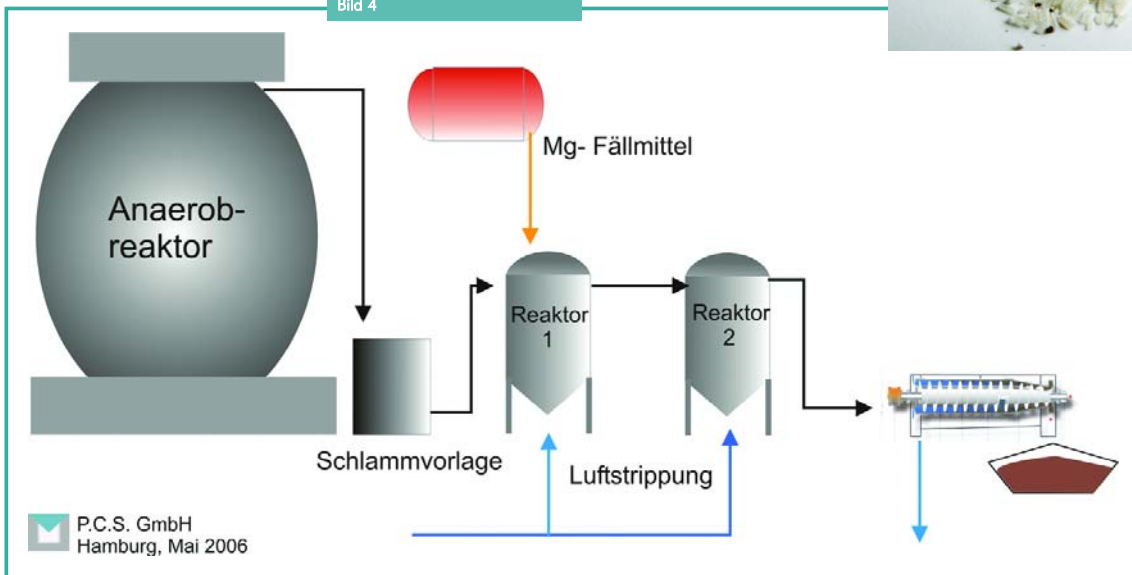 Bild 4
Anaerob-
reaktor
Mg- Fällmittel
Reaktor
1
Reaktor
2
Schlammvorlage
Luftstrippung
P.C.S. GmbH
Hamburg, Mai 2006